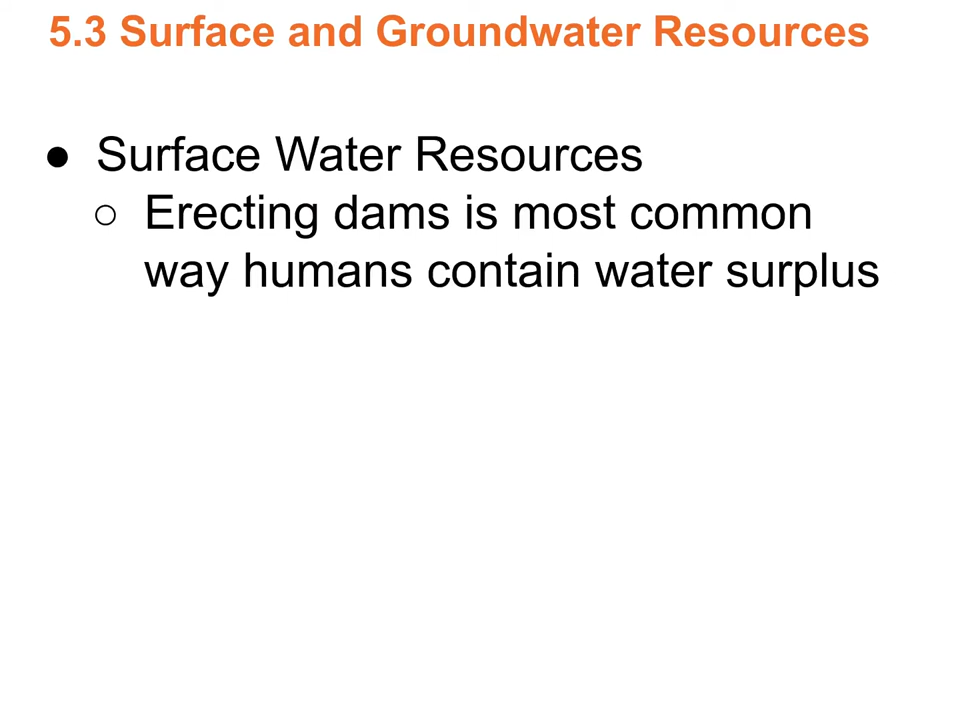 5.3 Surface and Groundwater Resources
● Surface Water Resources
○ Erecting dams is most common
way humans contain water surplus